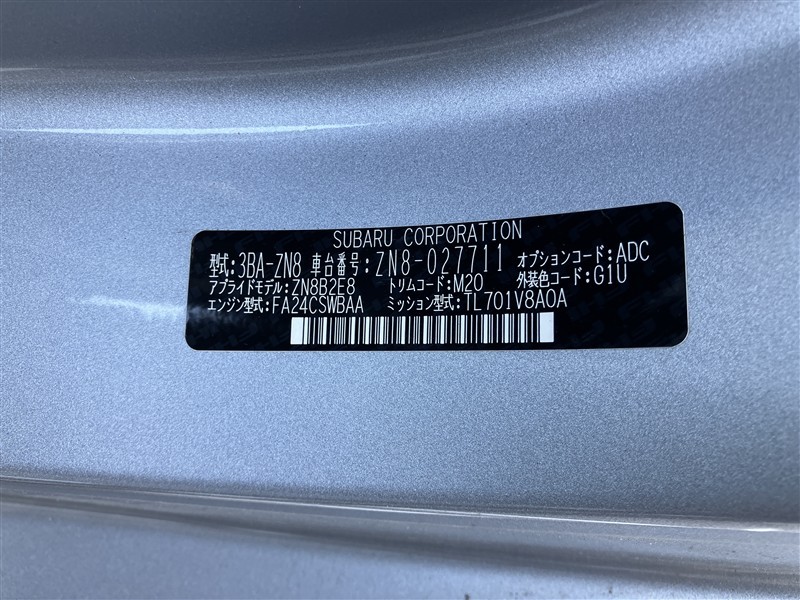 SUBARU CORPORATION
型式:3BA-ZN8 車台番号:ZN8-027711 オプションコード:ADC
アプライドモデル:ZN8B2E8 トリムコード:M20 外装色コード:G1U
エンジン型式:FA24CSWBAA ミッション型式:TL701V8A0A